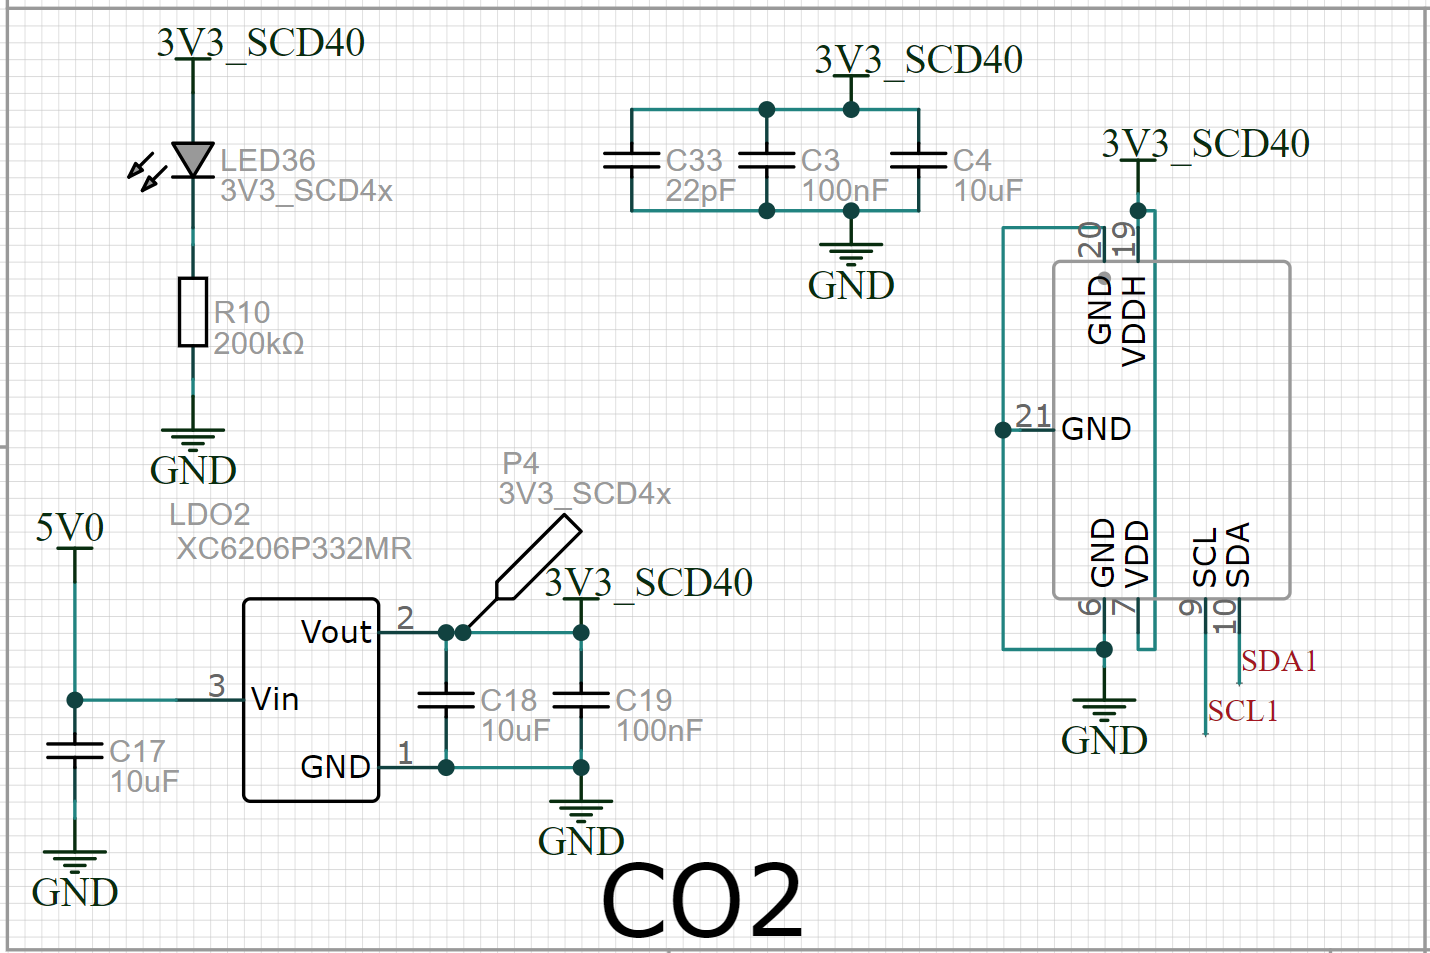 3V3_SCD40
LED36
3V3_SCD4x
R10
200kΩ
GND
3V3_SCD40
C33
22pF
C3
100nF
C4
10uF
GND
3V3_SCD40
20
19
GND
VDDH
21
GND
GND
VDD
SCL
SDA
6
7
9
10
SDA1
SCL1
GND
P4
3V3_SCD4x
LDO2
XC6206P332MR
5V0
3V3_SCD40
Vout
2
3
Vin
C18
10uF
C19
100nF
GND
1
C17
10uF
GND
GND
CO2